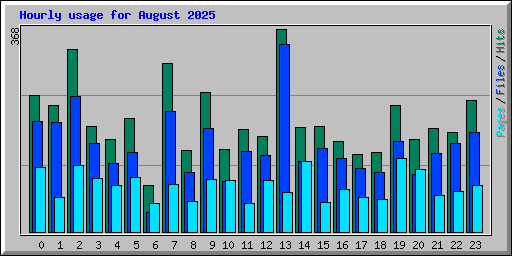 Hourly usage for August 2025
368
Pages/Files/Hits
0 1 2 3 4 5 6 7 8 9 10 11 12 13 14 15 16 17 18 19 20 21 22 23